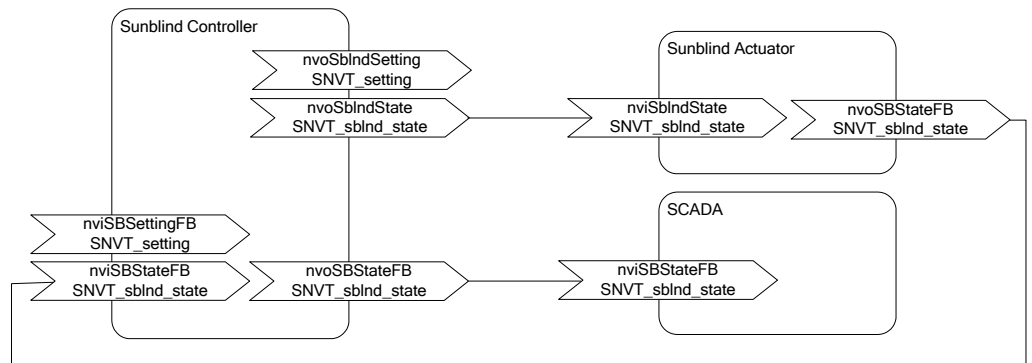 Sunblind Controller
nvoSblndSetting
SNVT_setting
nvoSblndState
SNVT_sblnd_state
nviSBSettingFB
SNVT_setting
nviSBStateFB
SNVT_sblnd_state
nvoSBStateFB
SNVT_sblnd_state
Sunblind Actuator
nviSblndState
SNVT_sblnd_state
nvoSBStateFB
SNVT_sblnd_state
SCADA
nviSBStateFB
SNVT_sblnd_state